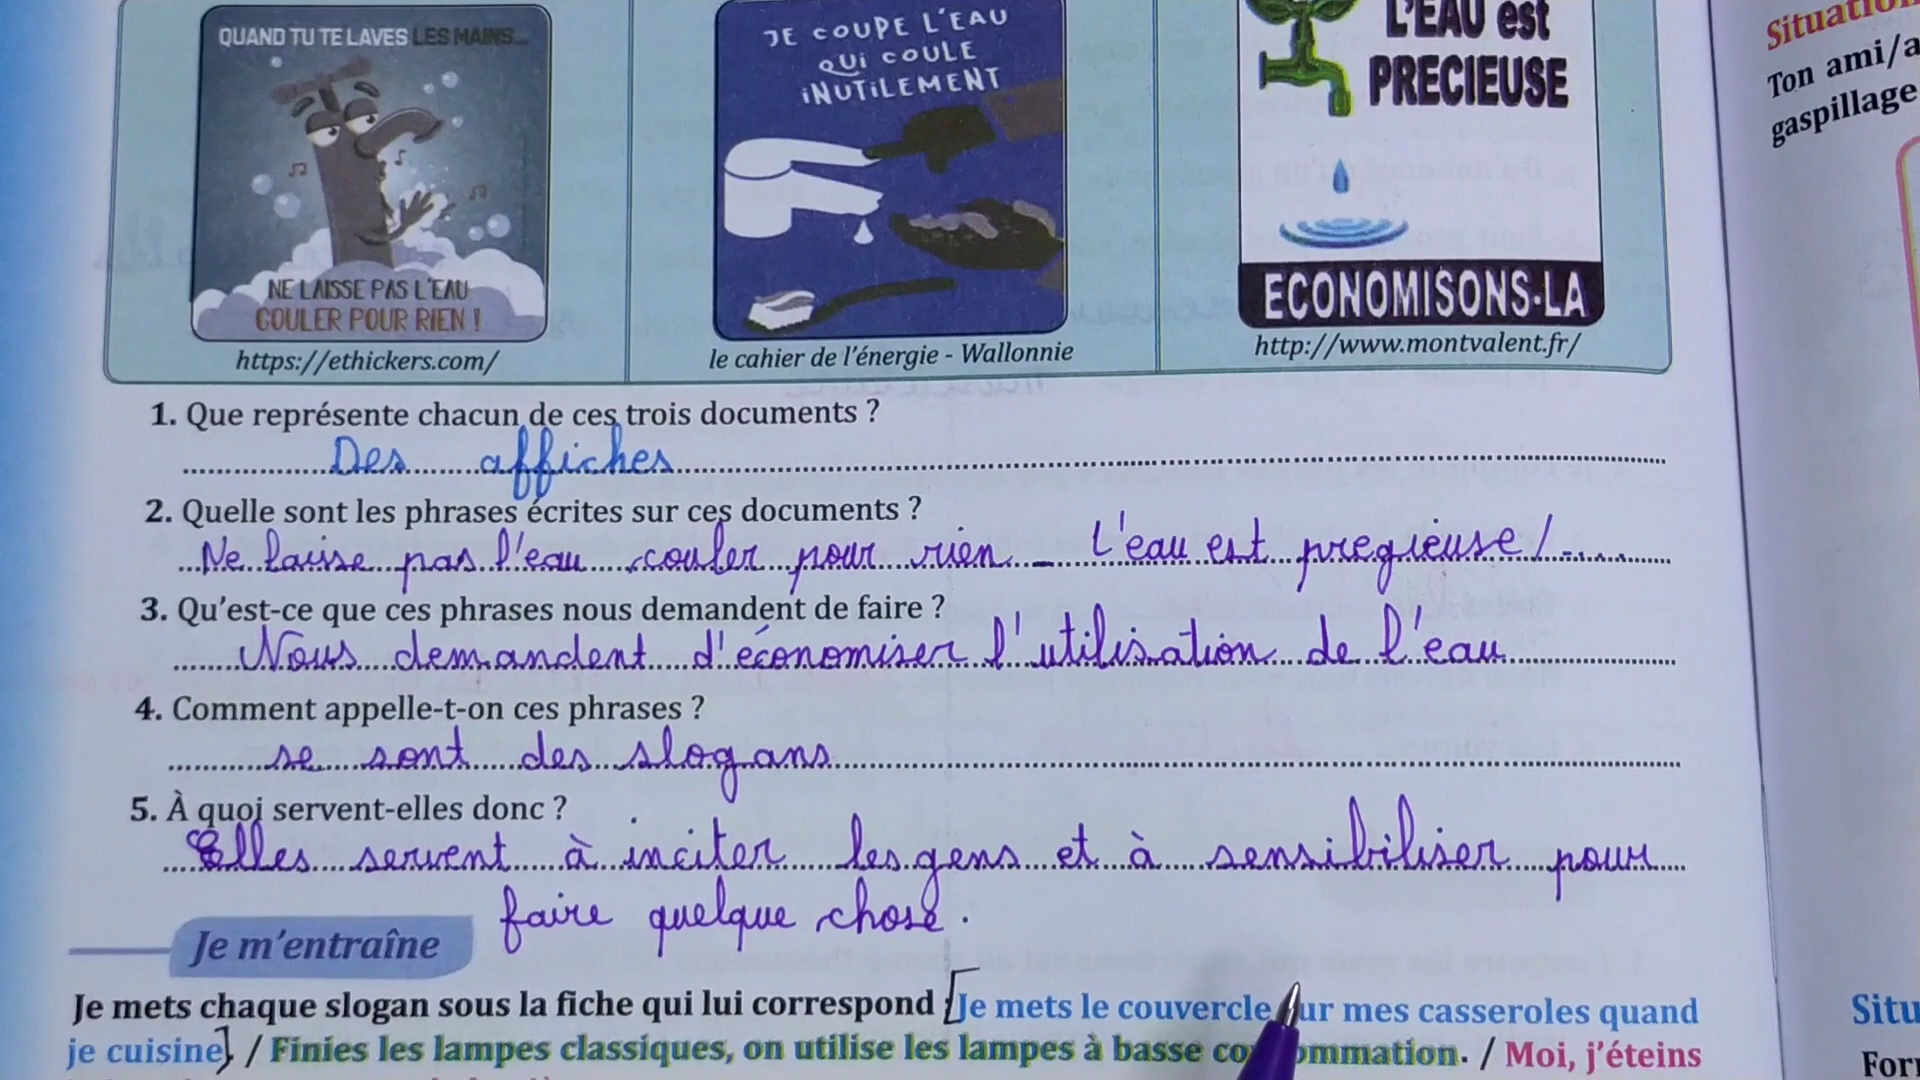 QUAND TU TE LAVES LES MAINS...
NE LAISSE PAS L'EAU
COULER POUR RIEN !
https://ethickers.com/
JE COUPE L'EAU
QUi COULE
iNUTiLEMENT
le cahier de l'énergie - Wallonnie
L'EAU est
PRECIEUSE
ECONOMISONS-LA
http://www.montvalent.fr/
1. Que représente chacun de ces trois documents ?
Des affiches
2. Quelle sont les phrases écrites sur ces documents ?
Ne laisse pas l'eau couler pour rien - L'eau est pregieuse/-....
3. Qu'est-ce que ces phrases nous demandent de faire ?
Nous demandent d'économiser l'utilisation de l'eau
4. Comment appelle-t-on ces phrases ?
se sont des slogans
5. À quoi servent-elles donc ?
Elles servent à inciter les gens et à sensibiliser pour
faire quelque chose.
Je m'entraîne
Je mets chaque slogan sous la fiche qui lui correspond : [Je mets le couvercle sur mes casseroles quand
je cuisine]. / Finies les lampes classiques, on utilise les lampes à basse consommation. / Moi, j'éteins
Situation
Ton ami/a
gaspillage
Situ
For